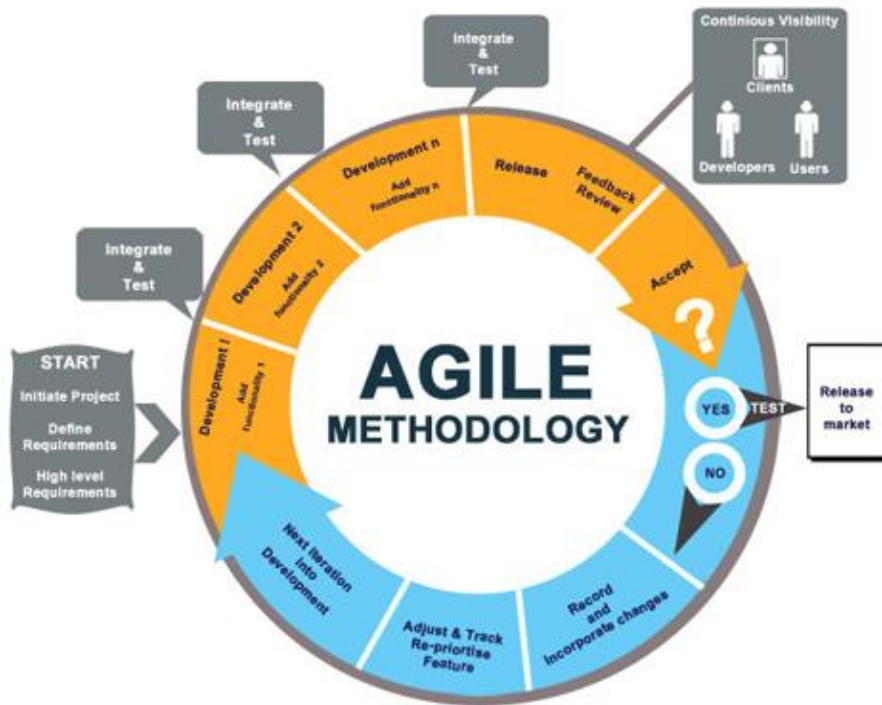 Integrate
&
Test
Continious Visibility
Clients
Developers
Users
Integrate
&
Test
Integrate
&
Test
START
Initiate Project
Define
Requirements
High level
Requirements
Development !
Add
functionality 1
Development 2
Add
functionality 2
Development n
Add
fonctionality n
Release
Feedback
Review
Accept
?
YES
TEST
Release
to
market
NO
Record
and
Incorporate changes
Adjust & Track
Re-priortise
Feature
Next Iteration
into
Development
AGILE
METHODOLOGY